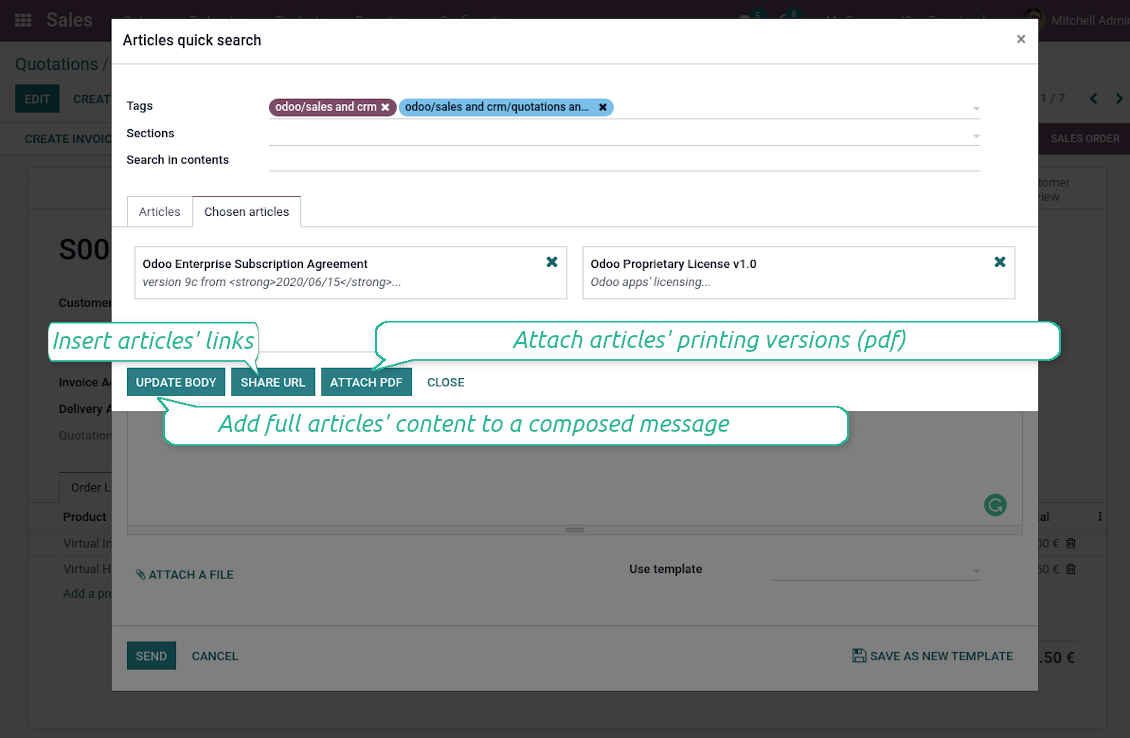 Sales
Mitchell Admin
Articles quick search
×
Quotations /
EDIT
1 / 7
Tags
odoo/sales and crm ✖
odoo/sales and crm/quotations an... ✖
Sections
CREATE INVOIC
SALES ORDER
Search in contents
Articles
Chosen articles
S00
Odoo Enterprise Subscription Agreement
version 9c from <strong>2020/06/15</strong>...
Odoo Proprietary License v1.0
Odoo apps' licensing...
Custome
Insert articles' links
Attach articles' printing versions (pdf)
Invoice A
UPDATE BODY
SHARE URL
ATTACH PDF
CLOSE
Delivery A
Add full articles' content to a composed message
Quotation
Order L
Product
Virtual In
Virtual H
Add a pro
ATTACH A FILE
Use template
SEND
CANCEL
SAVE AS NEW TEMPLATE
.50 €